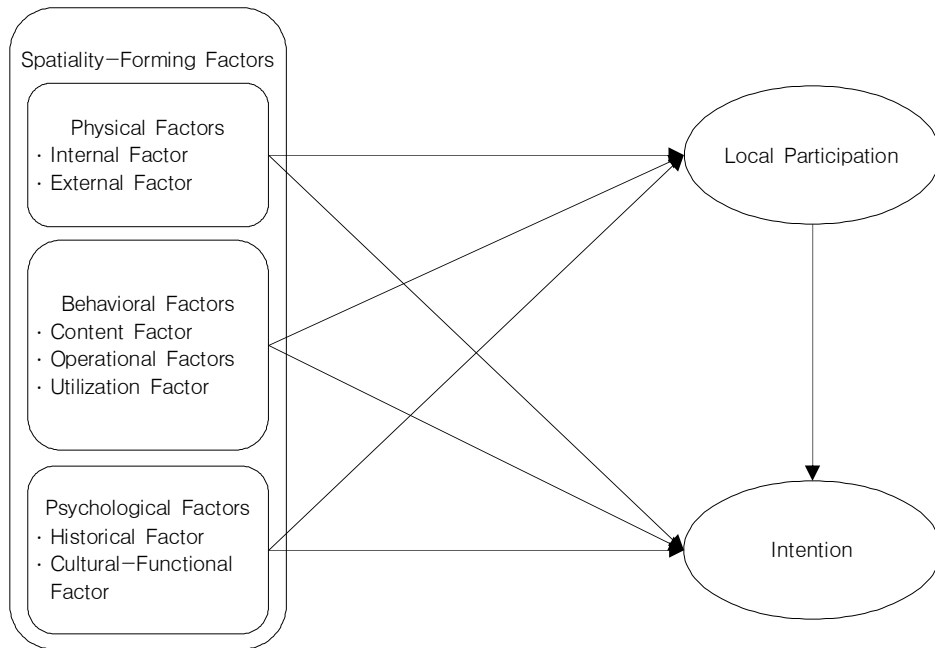 Spatiality-Forming Factors
Physical Factors
· Internal Factor
· External Factor
Behavioral Factors
· Content Factor
· Operational Factors
· Utilization Factor
Psychological Factors
· Historical Factor
· Cultural-Functional
Factor
Local Participation
Intention